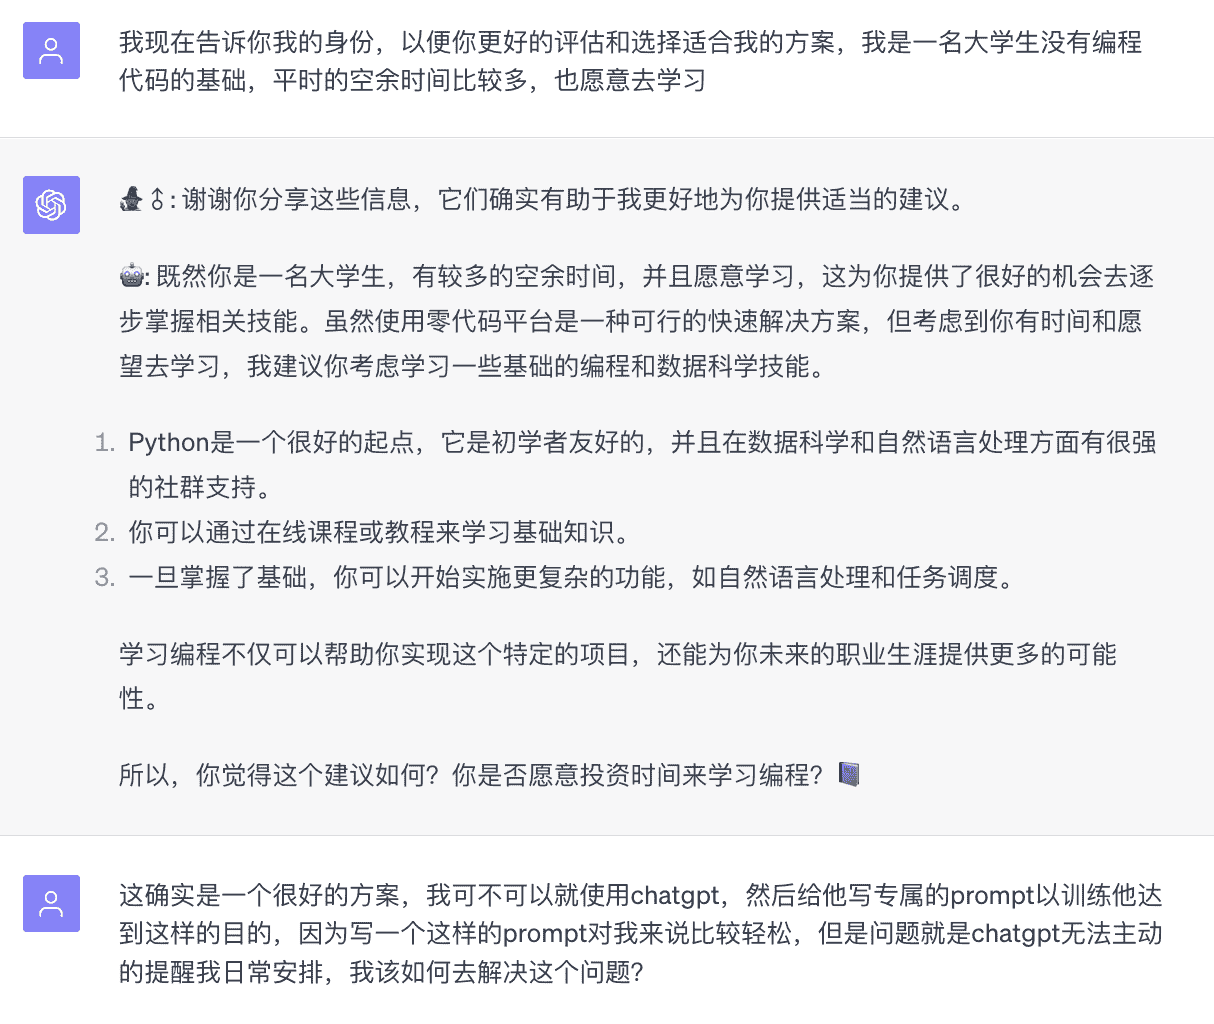 我现在告诉你我的身份，以便你更好的评估和选择适合我的方案，我是一名大学生没有编程
代码的基础，平时的空余时间比较多，也愿意去学习
🧙‍♂: 谢谢你分享这些信息，它们确实有助于我更好地为你提供适当的建议。
🤖: 既然你是一名大学生，有较多的空余时间，并且愿意学习，这为你提供了很好的机会去逐
步掌握相关技能。虽然使用零代码平台是一种可行的快速解决方案，但考虑到你有时间和愿
望去学习，我建议你考虑学习一些基础的编程和数据科学技能。
1. Python是一个很好的起点，它是初学者友好的，并且在数据科学和自然语言处理方面有很强
的社群支持。
2. 你可以通过在线课程或教程来学习基础知识。
3. 一旦掌握了基础，你可以开始实施更复杂的功能，如自然语言处理和任务调度。
学习编程不仅可以帮助你实现这个特定的项目，还能为你未来的职业生涯提供更多的可能
性。
所以，你觉得这个建议如何？你是否愿意投资时间来学习编程？
这确实是一个很好的方案，我可不可以就使用chatgpt，然后给他写专属的prompt以训练他达
到这样的目的，因为写一个这样的prompt对我来说比较轻松，但是问题就是chatgpt无法主动
的提醒我日常安排，我该如何去解决这个问题？